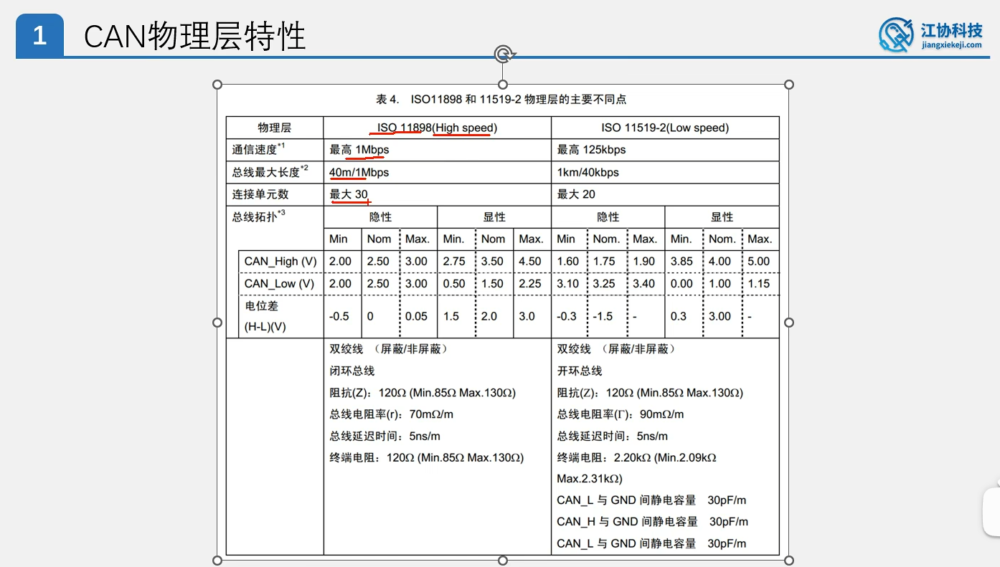 1 CAN物理层特性
江协科技
jiangxiekeji.com
表 4. ISO11898 和 11519-2 物理层的主要不同点
物理层 ISO 11898(High speed) ISO 11519-2(Low speed)
通信速度*1 最高 1Mbps 最高 125kbps
总线最大长度*2 40m/1Mbps 1km/40kbps
连接单元数 最大 30 最大 20
总线拓扑*3 隐性 显性 隐性 显性
Min Nom Max. Min. Nom Max. Min Nom. Max. Min. Nom. Max.
CAN_High (V) 2.00 2.50 3.00 2.75 3.50 4.50 1.60 1.75 1.90 3.85 4.00 5.00
CAN_Low (V) 2.00 2.50 3.00 0.50 1.50 2.25 3.10 3.25 3.40 0.00 1.00 1.15
电位差
(H-L)(V) -0.5 0 0.05 1.5 2.0 3.0 -0.3 -1.5 - 0.3 3.00 -
双绞线 （屏蔽/非屏蔽）
闭环总线
阻抗(Z)：120Ω (Min.85Ω Max.130Ω)
总线电阻率(r)：70mΩ/m
总线延迟时间：5ns/m
终端电阻：120Ω (Min.85Ω Max.130Ω)
双绞线 （屏蔽/非屏蔽）
开环总线
阻抗(Z)：120Ω (Min.85Ω Max.130Ω)
总线电阻率(Γ)：90mΩ/m
总线延迟时间：5ns/m
终端电阻：2.20kΩ (Min.2.09kΩ
Max.2.31kΩ)
CAN_L 与 GND 间静电容量 30pF/m
CAN_H 与 GND 间静电容量 30pF/m
CAN_L 与 GND 间静电容量 30pF/m